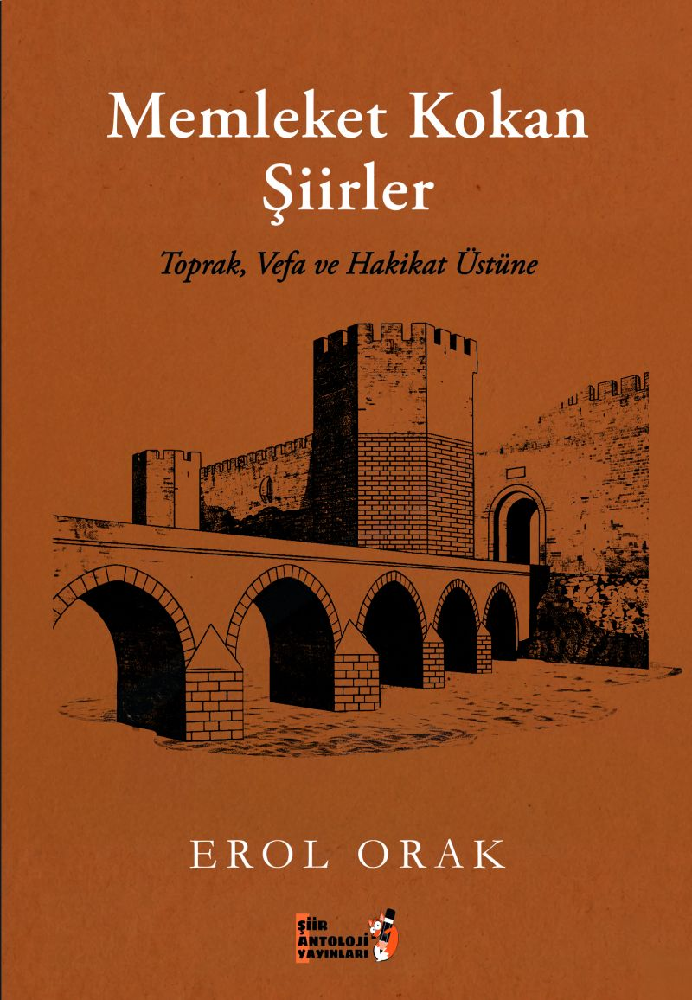 Memleket Kokan
Şiirler
Toprak, Vefa ve Hakikat Üstüne
EROL ORAK
ŞİİR
ANTOLOJİ
YAYINLARI